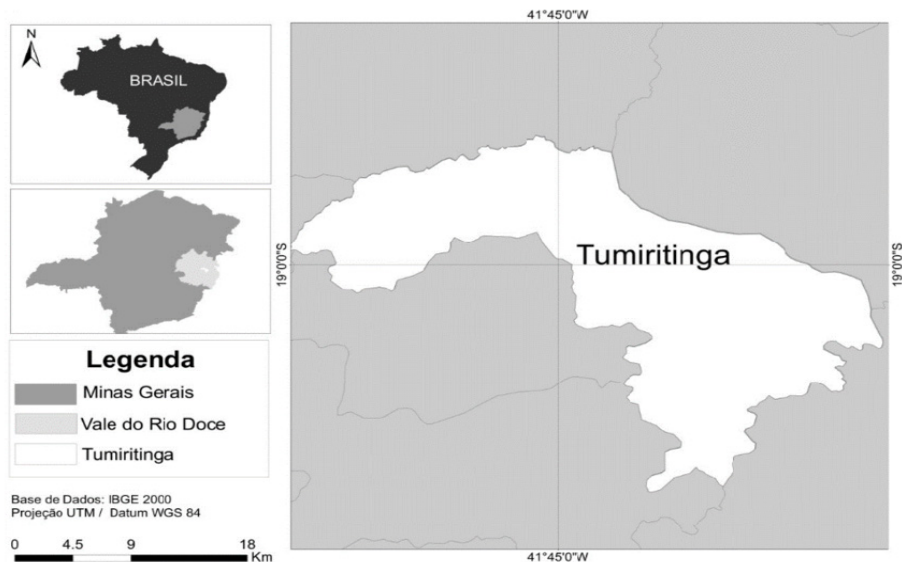 N
BRASIL
Legenda
Minas Gerais
Vale do Rio Doce
Tumiritinga
Base de Dados: IBGE 2000
Projeção UTM / Datum WGS 84
0 4.5 9 18
Km
41°45'0"W
19°0'0"S
Tumiritinga
19°0'0"S
41°45'0"W